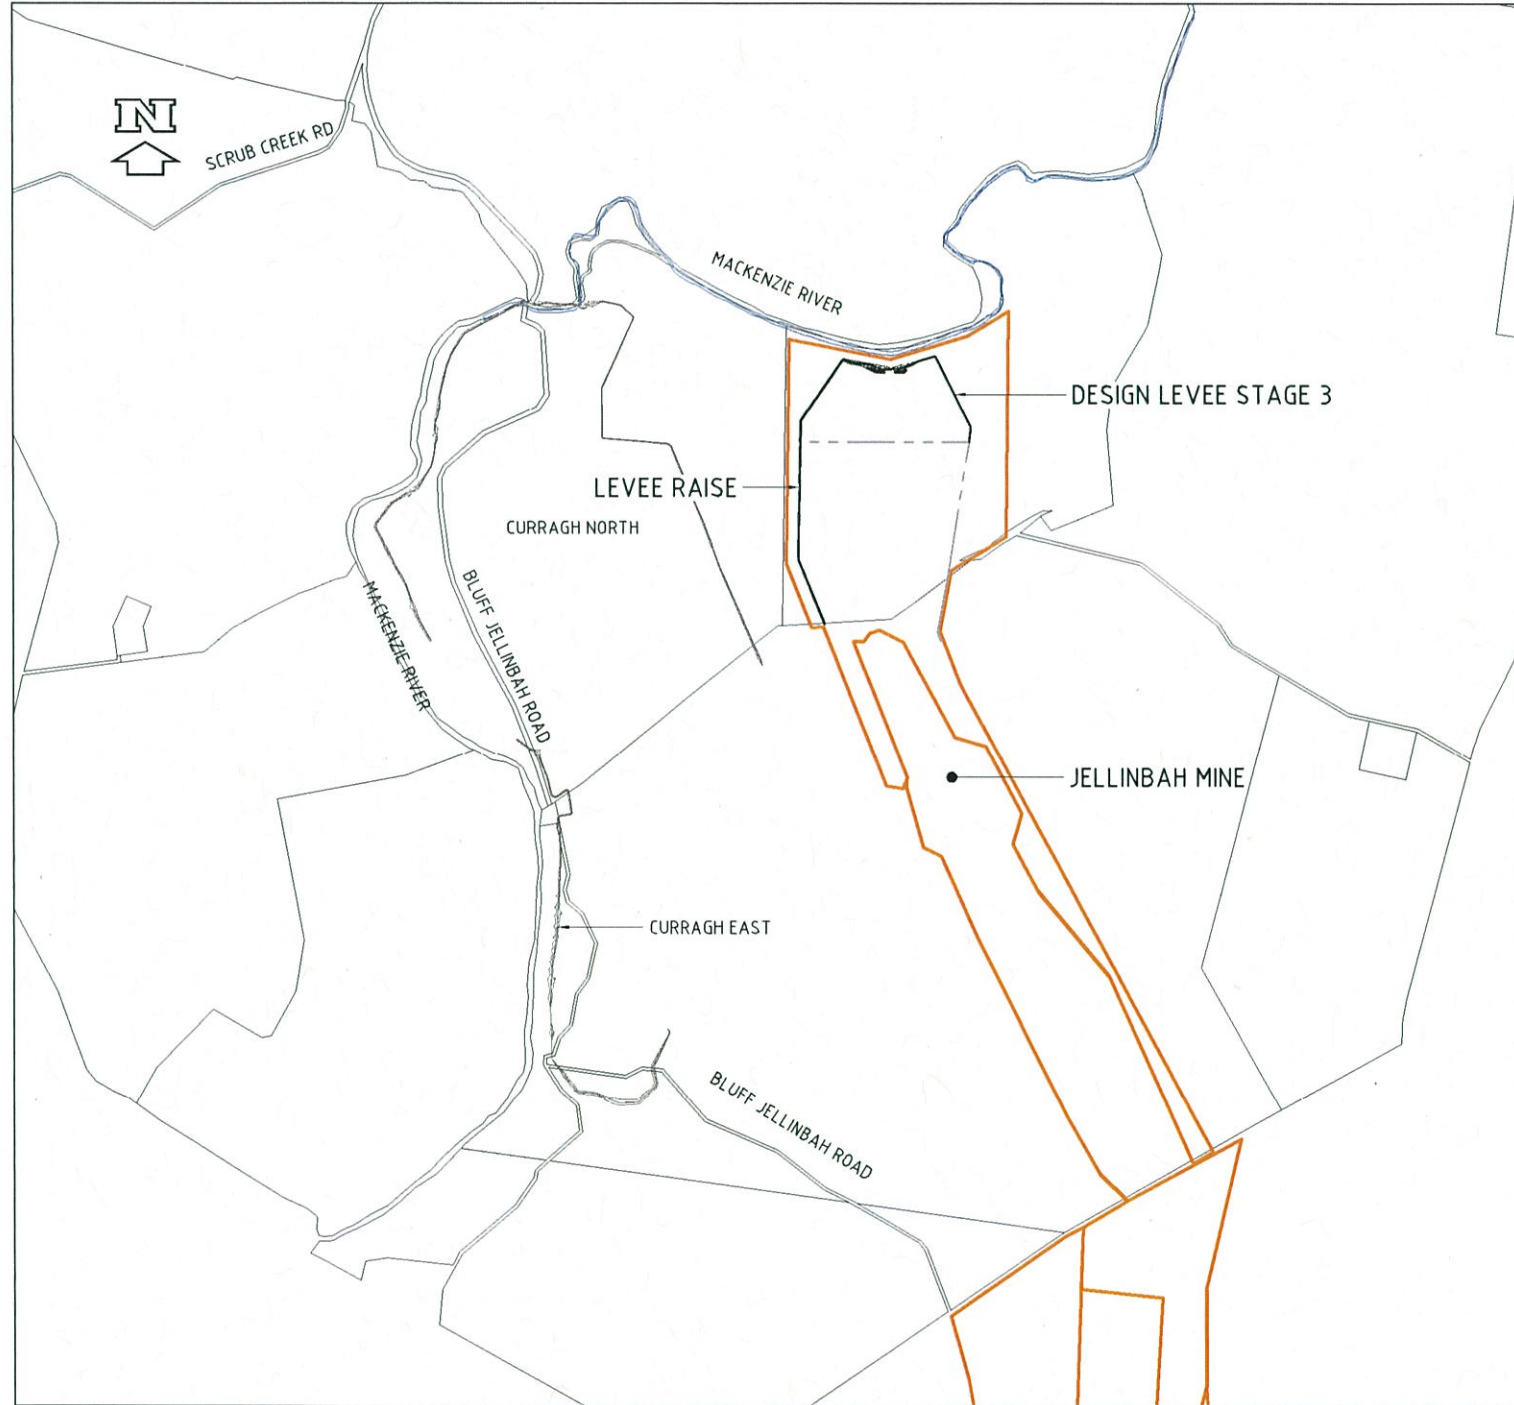 N
SCRUB CREEK RD
MACKENZIE RIVER
DESIGN LEVEE STAGE 3
LEVEE RAISE
CURRAGH NORTH
MACKENZIE RIVER
BLUFF JELLINBAH ROAD
JELLINBAH MINE
CURRAGH EAST
BLUFF JELLINBAH ROAD